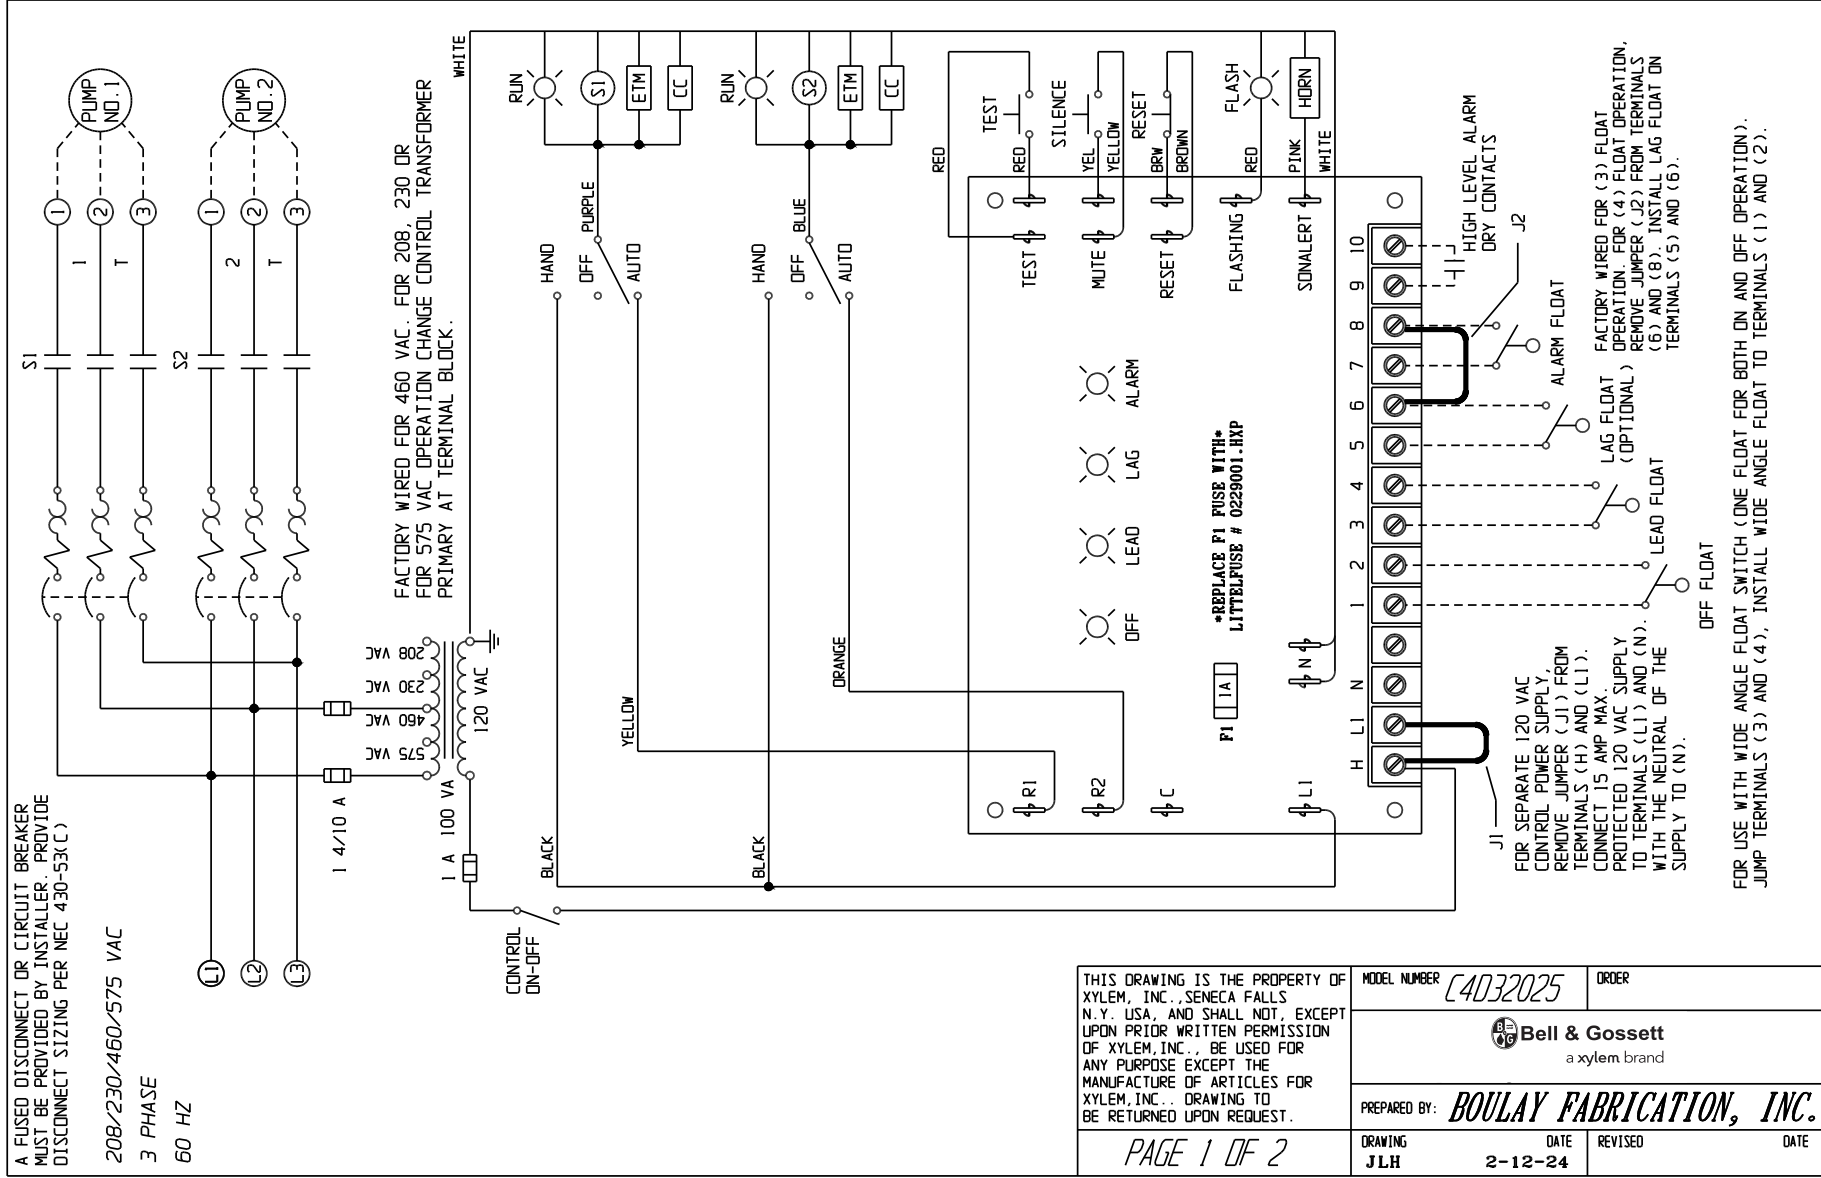 A FUSED DISCONNECT OR CIRCUIT BREAKER
MUST BE PROVIDED BY INSTALLER. PROVIDE
DISCONNECT SIZING PER NEC 430-53(C)
208/230/460/575 VAC
3 PHASE
60 HZ
L1
L2
L3
PUMP
NO.1
PUMP
NO.2
1
2
3
1
2
3
1
T
2
T
S1
S2
FACTORY WIRED FOR 460 VAC. FOR 208, 230 OR
FOR 575 VAC OPERATION CHANGE CONTROL TRANSFORMER
PRIMARY AT TERMINAL BLOCK.
208 VAC
230 VAC
460 VAC
575 VAC
120 VAC
1 4/10 A
1 A
100 VA
WHITE
CONTROL
ON-OFF
RUN
S1
ETM
CC
RUN
S2
ETM
CC
PURPLE
HAND
OFF
AUTO
BLUE
HAND
OFF
AUTO
YELLOW
ORANGE
BLACK
BLACK
RED
TEST
RED
SILENCE
YEL
YELLOW
RESET
BRW
BROWN
FLASH
RED
HORN
PINK
WHITE
TEST
MUTE
RESET
FLASHING
SONALERT
ALARM
LAG
LEAD
OFF
*REPLACE F1 FUSE WITH*
LITTELFUSE # 0229001.HXP
F1
1A
N
R1
R2
C
L1
10
9
8
7
6
5
4
3
2
1
N
L1
H
HIGH LEVEL ALARM
DRY CONTACTS
J2
ALARM FLOAT
LAG FLOAT
(OPTIONAL)
LEAD FLOAT
OFF FLOAT
J1
FACTORY WIRED FOR (3) FLOAT
OPERATION. FOR (4) FLOAT OPERATION,
REMOVE JUMPER (J2) FROM TERMINALS
(6) AND (8). INSTALL LAG FLOAT ON
TERMINALS (5) AND (6).
FOR SEPARATE 120 VAC
CONTROL POWER SUPPLY,
REMOVE JUMPER (J1) FROM
TERMINALS (H) AND (L1).
CONNECT 15 AMP MAX.
PROTECTED 120 VAC SUPPLY
TO TERMINALS (L1) AND (N).
WITH THE NEUTRAL OF THE
SUPPLY TO (N).
FOR USE WITH WIDE ANGLE FLOAT SWITCH (ONE FLOAT FOR BOTH ON AND OFF OPERATION).
JUMP TERMINALS (3) AND (4), INSTALL WIDE ANGLE FLOAT TO TERMINALS (1) AND (2).
THIS DRAWING IS THE PROPERTY OF
XYLEM, INC.,SENECA FALLS
N.Y. USA, AND SHALL NOT, EXCEPT
UPON PRIOR WRITTEN PERMISSION
OF XYLEM,INC., BE USED FOR
ANY PURPOSE EXCEPT THE
MANUFACTURE OF ARTICLES FOR
XYLEM,INC.. DRAWING TO
BE RETURNED UPON REQUEST.
PAGE 1 OF 2
MODEL NUMBER C4D32025
ORDER
B G Bell & Gossett
a xylem brand
PREPARED BY: BOULAY FABRICATION, INC.
DRAWING DATE
JLH 2-12-24
REVISED DATE